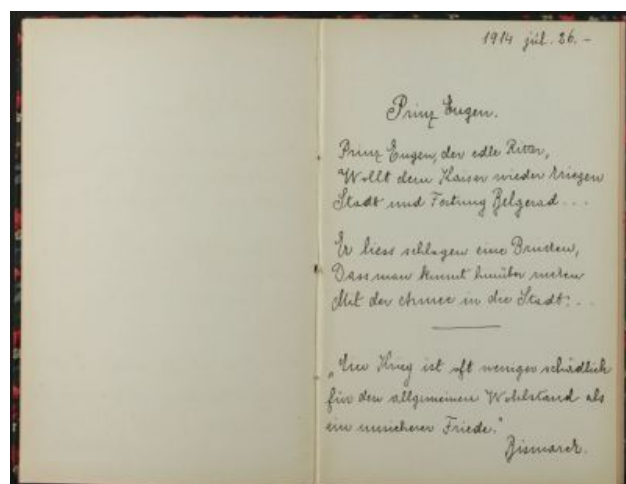 1914 júl. 26. –
Prinz Eugen.
Prinz Eugen, der edle Ritter,
Wollt dem Kaiser wieder kriegen
Stadt und Festung Belgerad . . .
Er liess schlagen eine Brucken,
Dass man kunnt hinüber rucken
Mit der Armee in die Stadt. . .
„Ein Krieg ist oft weniger schädlich
für den allgemeinen Wohlstand als
ein unsicherer Friede."
Bismarck.